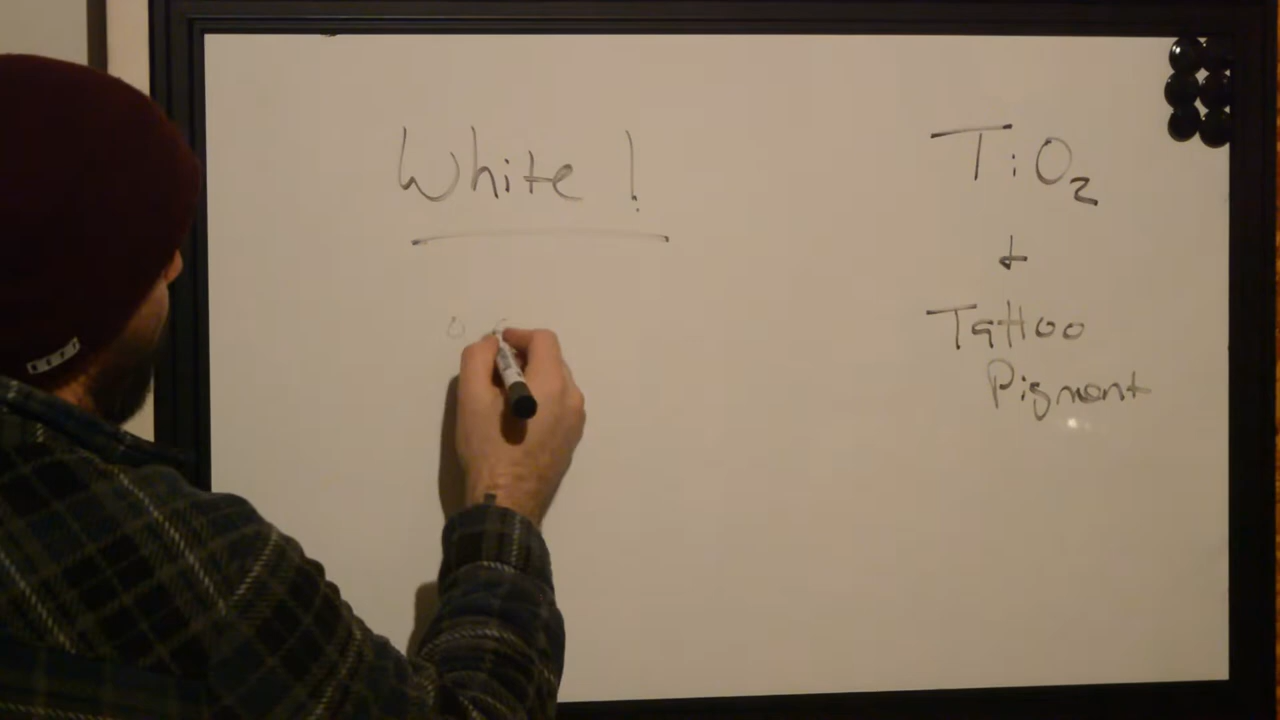 White!
TiO₂
+
Tattoo
Pigment